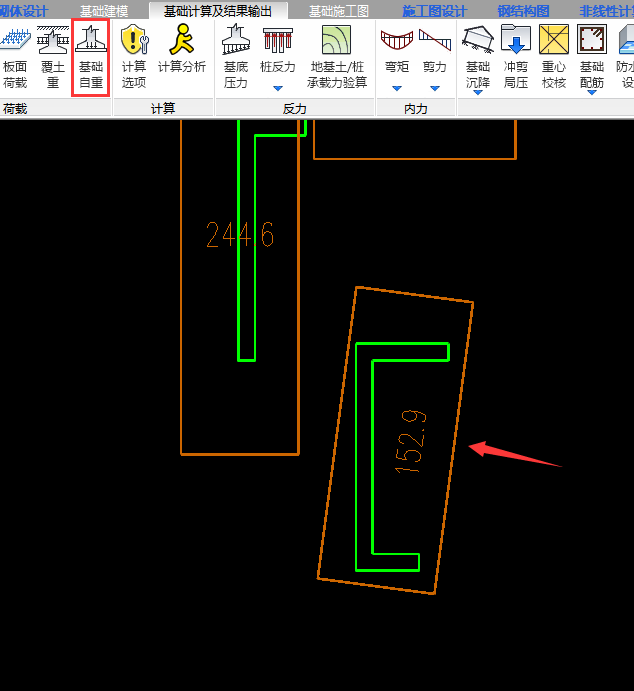 砌体设计 基础建模 基础计算及结果输出 基础施工图 施工图设计 钢结构图 非线性计
板面 覆土 基础 计算 计算分析 基底 桩反力 地基土/桩 弯矩 剪力 基础 冲剪 重心 基础 防水
荷载 重 自重 选项 压力 承载力验算 沉降 局压 校核 配筋 设
荷载 计算 反力 内力
244.6
152.9